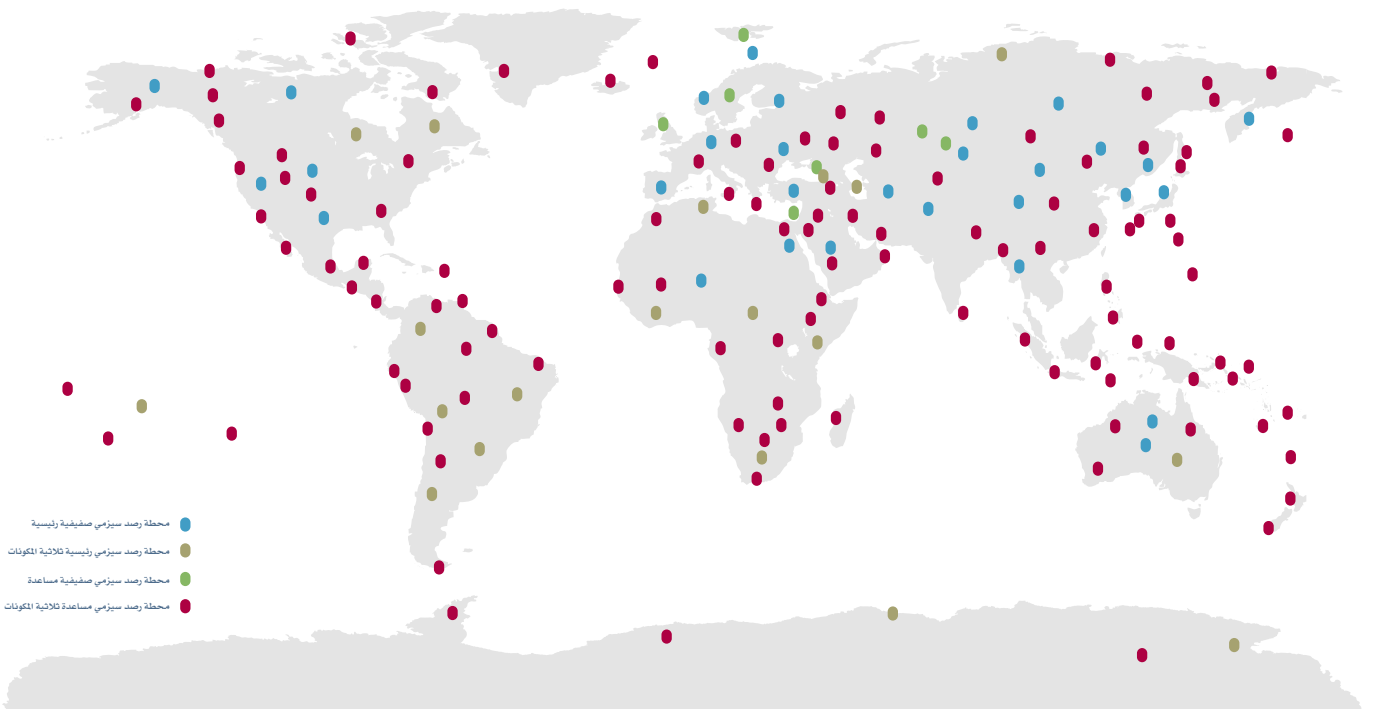 محطة رصد سيزمي صفيفية رئيسية
محطة رصد سيزمي رئيسية ثلاثية المكونات
محطة رصد سيزمي صفيفية مساعدة
محطة رصد سيزمي مساعدة ثلاثية المكونات